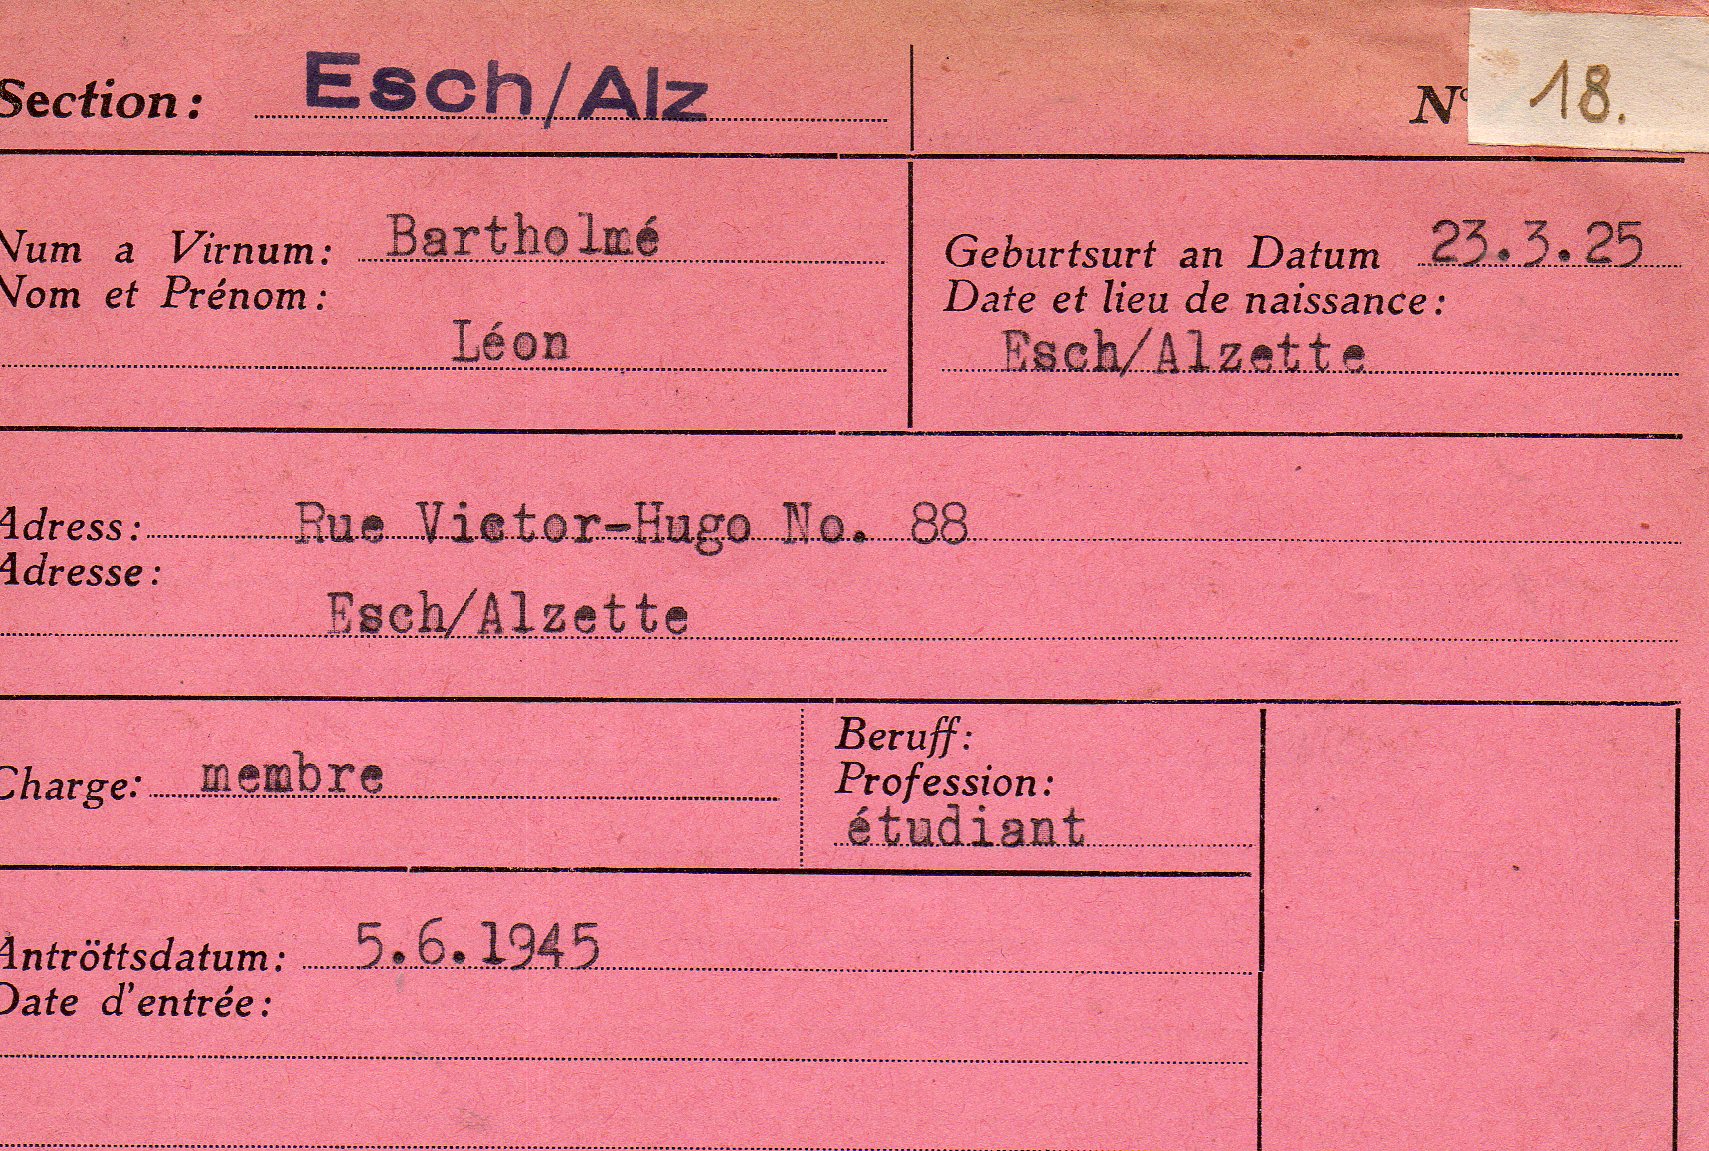 Section: Esch/Alz
N° 18.
Num a Virnum: Bartholmé
Nom et Prénom:
Léon
Geburtsurt an Datum 23.3.25
Date et lieu de naissance:
Esch/Alzette
Adress: Rue Victor-Hugo No. 88
Adresse:
Esch/Alzette
Charge: membre
Beruff:
Profession:
étudiant
Antröttsdatum: 5.6.1945
Date d'entrée: